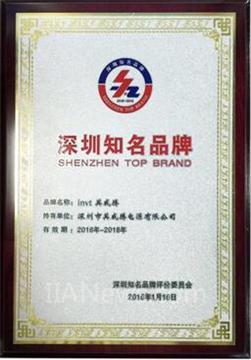 深圳知名品牌
SHENZHEN TOP BRAND
品牌名称：invt 英威腾
持有单位：深圳市英威腾电源有限公司
有效期：2016年-2018年
深圳知名品牌评价委员会
2016年1月16日